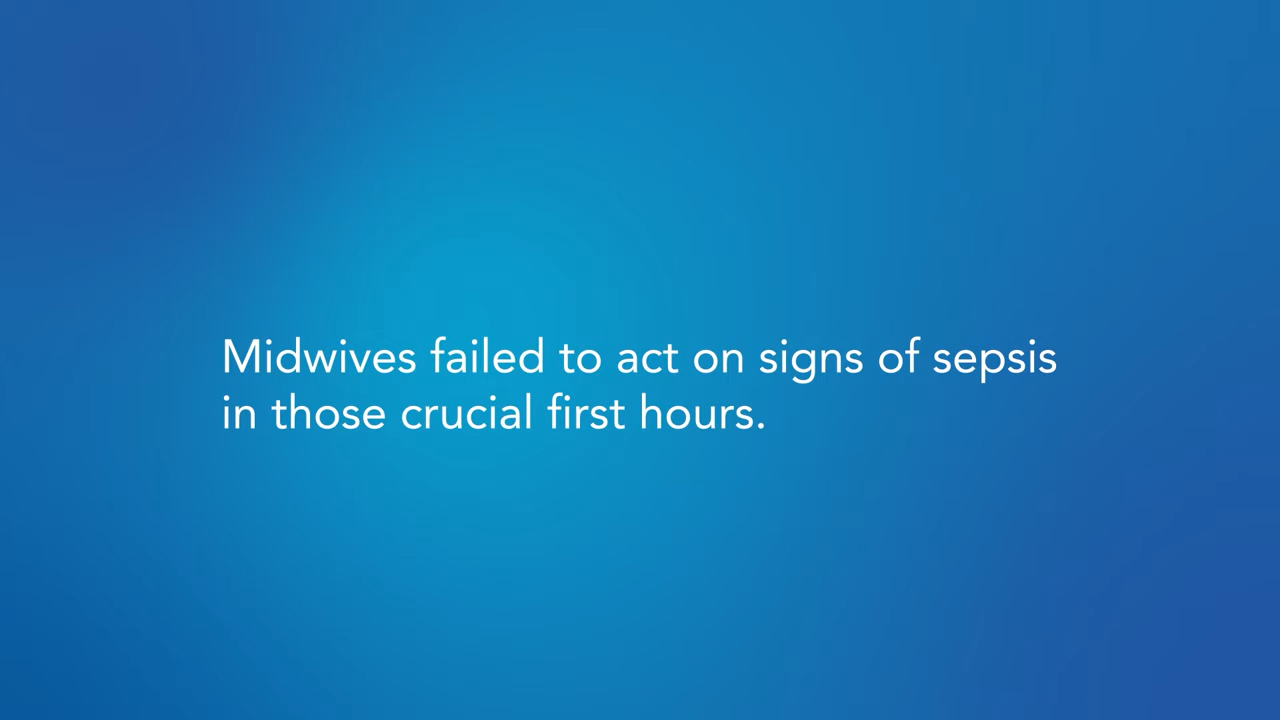 Midwives failed to act on signs of sepsis
in those crucial first hours.